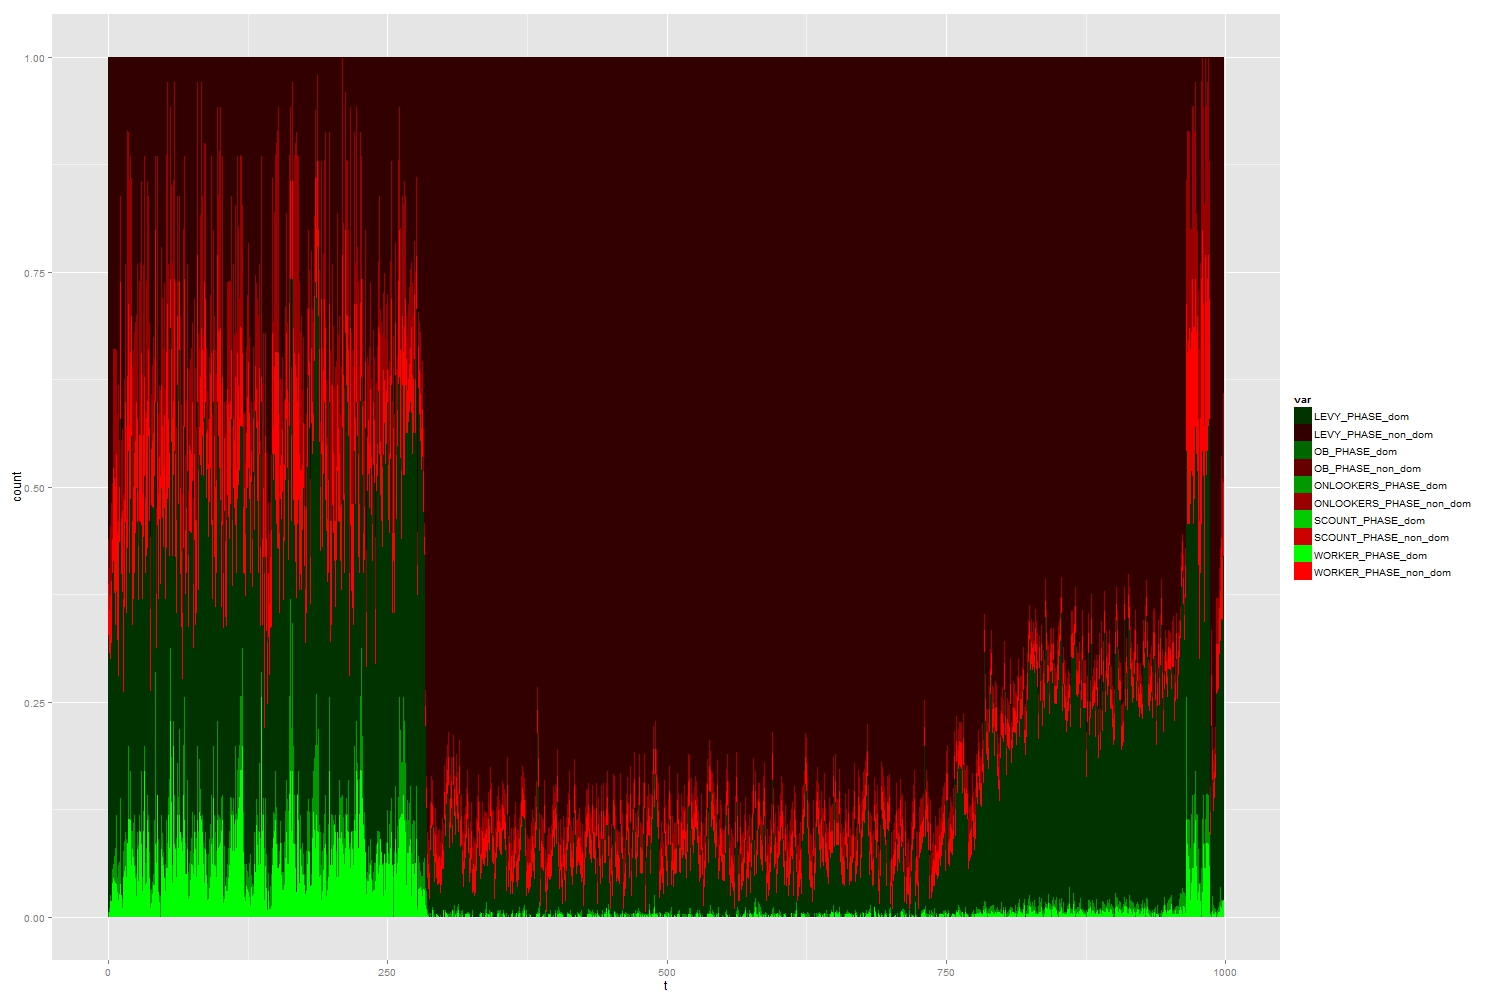 1.00
0.75
0.50
0.25
0.00
count
0
250
500
750
1000
t
var
LEVY_PHASE_dom
LEVY_PHASE_non_dom
OB_PHASE_dom
OB_PHASE_non_dom
ONLOOKERS_PHASE_dom
ONLOOKERS_PHASE_non_dom
SCOUNT_PHASE_dom
SCOUNT_PHASE_non_dom
WORKER_PHASE_dom
WORKER_PHASE_non_dom